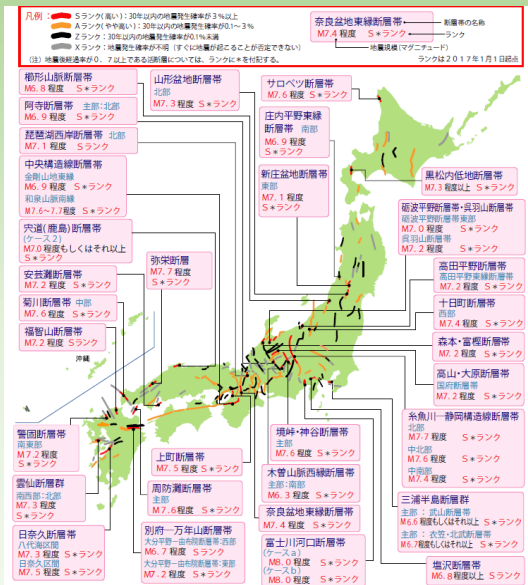 凡例：
Sランク(高い)：30年以内の地震発生確率が3％以上
Aランク(やや高い)：30年以内の地震発生確率が0.1～3％
Zランク：30年以内の地震発生確率が0.1％未満
Xランク：地震発生確率が不明（すぐに地震が起こることが否定できない）
（注）地震後経過率が0．7以上である活断層については、ランクに＊を付記する。
奈良盆地東縁断層帯
M7.4程度 S＊ランク
断層帯の名称
ランク
地震規模（マグニチュード）
ランクは2017年1月1日起点
櫛形山脈断層帯
M6.8程度 S＊ランク
阿寺断層帯 主部：北部
M6.9程度 S＊ランク
琵琶湖西岸断層帯 北部
M7.1程度 Sランク
中央構造線断層帯
金剛山地東縁
M6.9程度 S＊ランク
和泉山脈南縁
M7.6～7.7程度 S＊ランク
宍道(鹿島)断層帯
(ケース2)
M7.0程度もしくはそれ以上
S＊ランク
安芸灘断層帯
M7.2程度 S＊ランク
菊川断層帯 中部
M7.6程度 S＊ランク
福智山断層帯
M7.2程度 Sランク
沖縄
山形盆地断層帯
北部
M7.3程度 S＊ランク
弥栄断層
M7.7程度
S＊ランク
サロベツ断層帯
M7.6程度 S＊ランク
庄内平野東縁
断層帯 南部
M6.9程度
S＊ランク
新庄盆地断層帯
東部
M7.1程度
S＊ランク
黒松内低地断層帯
M7.3程度以上 S＊ランク
砺波平野断層帯・呉羽山断層帯
砺波平野断層帯東部
M7.0程度 S＊ランク
呉羽山断層帯
M7.2程度 S＊ランク
高田平野断層帯
高田平野東縁断層帯
M7.2程度 S＊ランク
十日町断層帯
西部
M7.4程度 S＊ランク
森本・富樫断層帯
M7.2程度 S＊ランク
高山・大原断層帯
国府断層帯
M7.2程度 S＊ランク
糸魚川―静岡構造線断層帯
北部
M7-7程度 S＊ランク
中北部
M7.6程度 S＊ランク
中南部
M7.4程度 S＊ランク
三浦半島断層群
主部：武山断層帯
M6.6程度もしくはそれ以上 S＊ランク
主部：衣笠・北武断層帯
M6.7程度もしくはそれ以上 S＊ランク
塩沢断層帯
M6.8程度以上 Sランク
警固断層帯
南東部
M7.2程度
S＊ランク
雲仙断層群
南西部:北部
M7.3程度
S＊ランク
日奈久断層帯
八代海区間
M7.3程度 S＊ランク
日奈久区間
M7.5程度 S＊ランク
上町断層帯
M7.5程度 S＊ランク
周防灘断層帯
主部
M7.6程度 S＊ランク
別府―万年山断層帯
大分平野―由布院断層帯:西部
M6.7程度 Sランク
大分平野―由布院断層帯:東部
M7.2程度 S＊ランク
境峠・神谷断層帯
主部
M7.6程度 S＊ランク
木曽山脈西縁断層帯
主部:南部
M6.3程度 S＊ランク
奈良盆地東縁断層帯
M7.4程度 S＊ランク
富士川河口断層帯
(ケースa)
M8.0程度 S＊ランク
(ケースb)
M8.0程度 S＊ランク